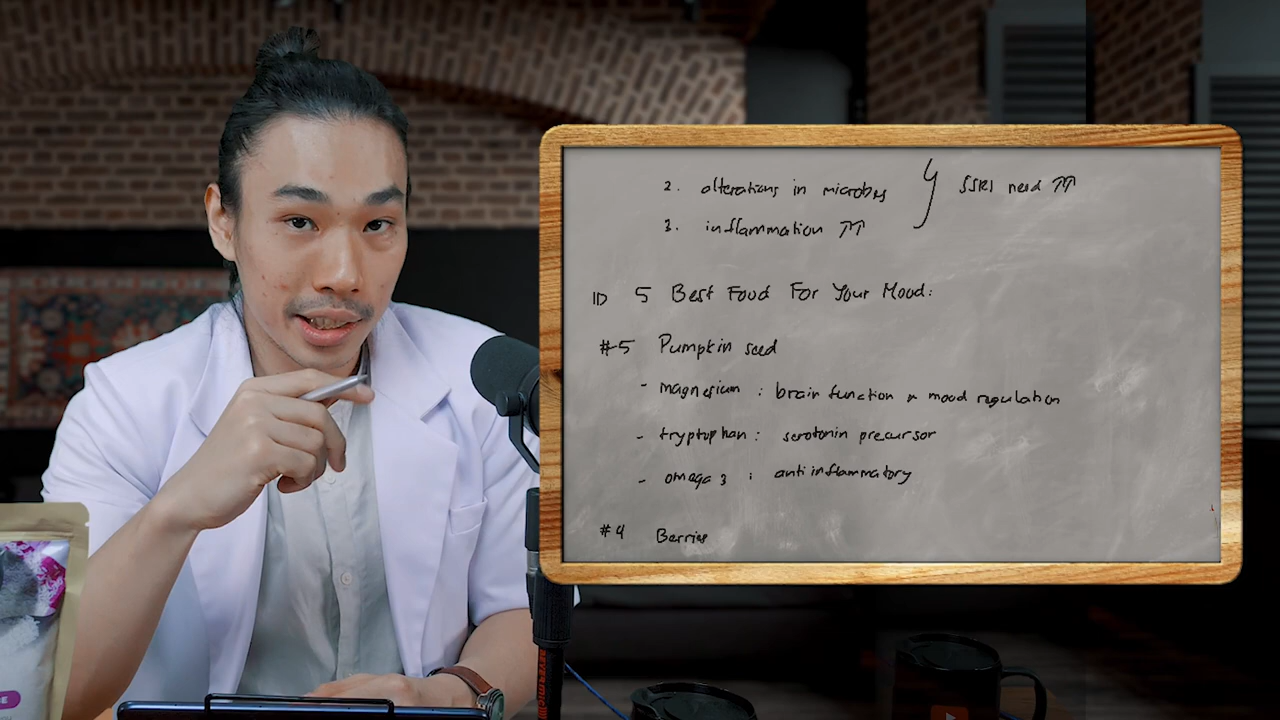 2. alterations in microbes } SSRI need ↑↑
3. inflammation ↑↑
5 Best Food For Your Mood:
#5 Pumpkin seed
- magnesium : brain function & mood regulation
- tryptophan : serotonin precursor
- omega 3 : anti inflammatory
#4 Berries